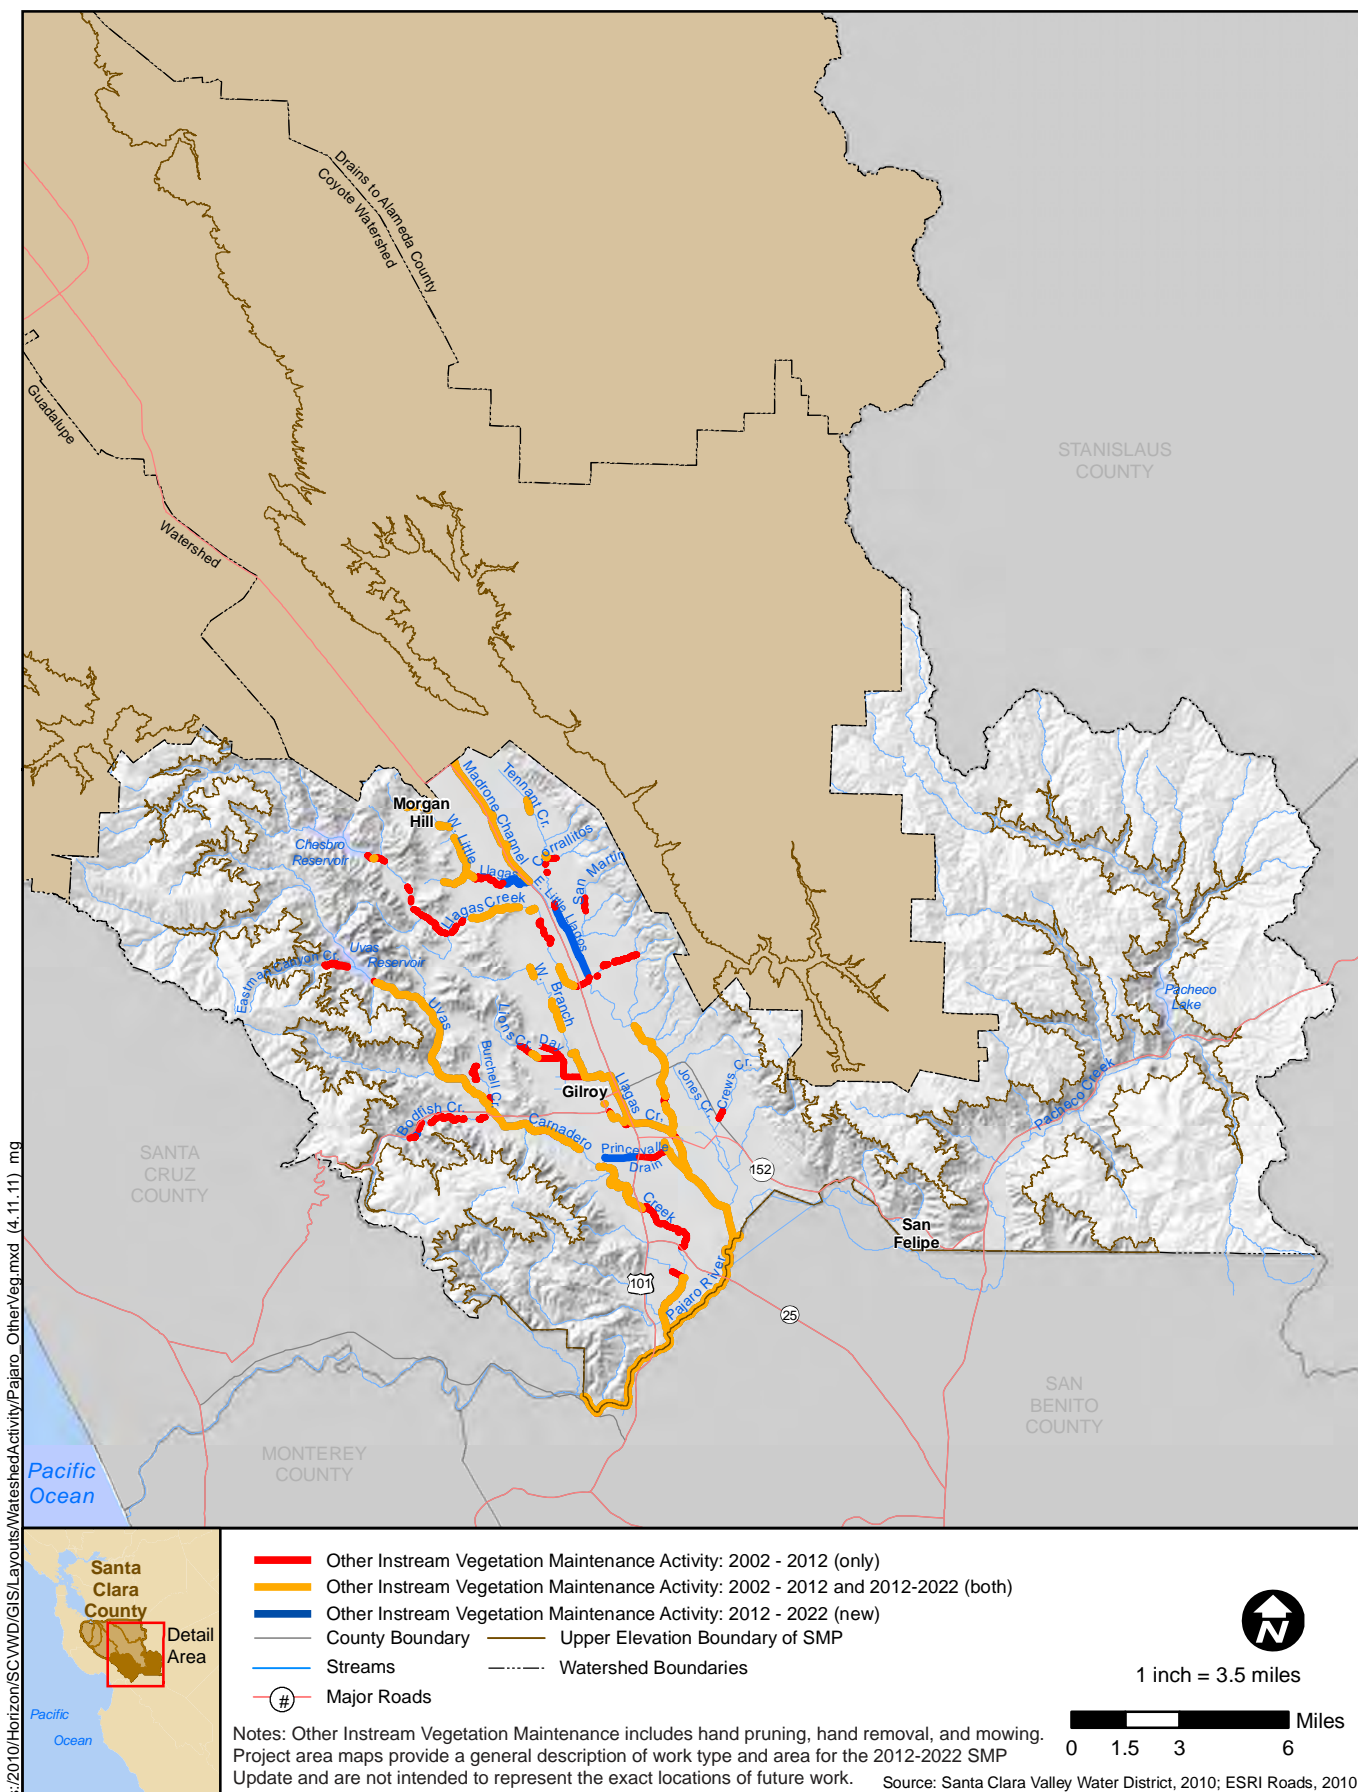 Drains to Alameda County
Coyote Watershed
Guadalupe
Watershed
STANISLAUS
COUNTY
Morgan
Hill
Madrone Channel
Tennant Cr.
W. Little
Llagas
Corrallitos
San
Martin
E. Little Llagos
Chesbro
Reservoir
Llagas Creek
Uvas
Reservoir
Eastman Canyon Cr.
W.
Branch
Uvas
Lions Cr.
Day
Burchell Cr.
Bodfish Cr.
Gilroy
Llagas Cr.
Jones Cr.
Crews Cr.
Carnadero
Princevalle
Drain
Creek
Pacheco
Lake
Pacheco Creek
152
San
Felipe
101
Pajaro River
25
SANTA
CRUZ
COUNTY
SAN
BENITO
COUNTY
MONTEREY
COUNTY
Pacific
Ocean
:/2010/Horizon/SCVWD/GIS/Layouts/WateshedActivity/Pajaro_OtherVeg.mxd (4.11.11) mg
Santa
Clara
County
Detail
Area
Pacific
Ocean
Other Instream Vegetation Maintenance Activity: 2002 - 2012 (only)
Other Instream Vegetation Maintenance Activity: 2002 - 2012 and 2012-2022 (both)
Other Instream Vegetation Maintenance Activity: 2012 - 2022 (new)
County Boundary
Upper Elevation Boundary of SMP
Streams
Watershed Boundaries
# Major Roads
N
1 inch = 3.5 miles
Miles
0 1.5 3 6
Notes: Other Instream Vegetation Maintenance includes hand pruning, hand removal, and mowing.
Project area maps provide a general description of work type and area for the 2012-2022 SMP
Update and are not intended to represent the exact locations of future work.
Source: Santa Clara Valley Water District, 2010; ESRI Roads, 2010